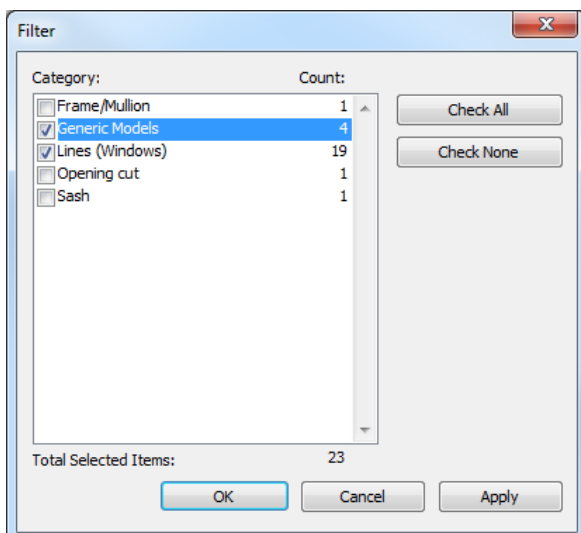 Filter
Category: Count:
Frame/Mullion 1
Generic Models 4
Lines (Windows) 19
Opening cut 1
Sash 1
Check All
Check None
Total Selected Items: 23
OK Cancel Apply